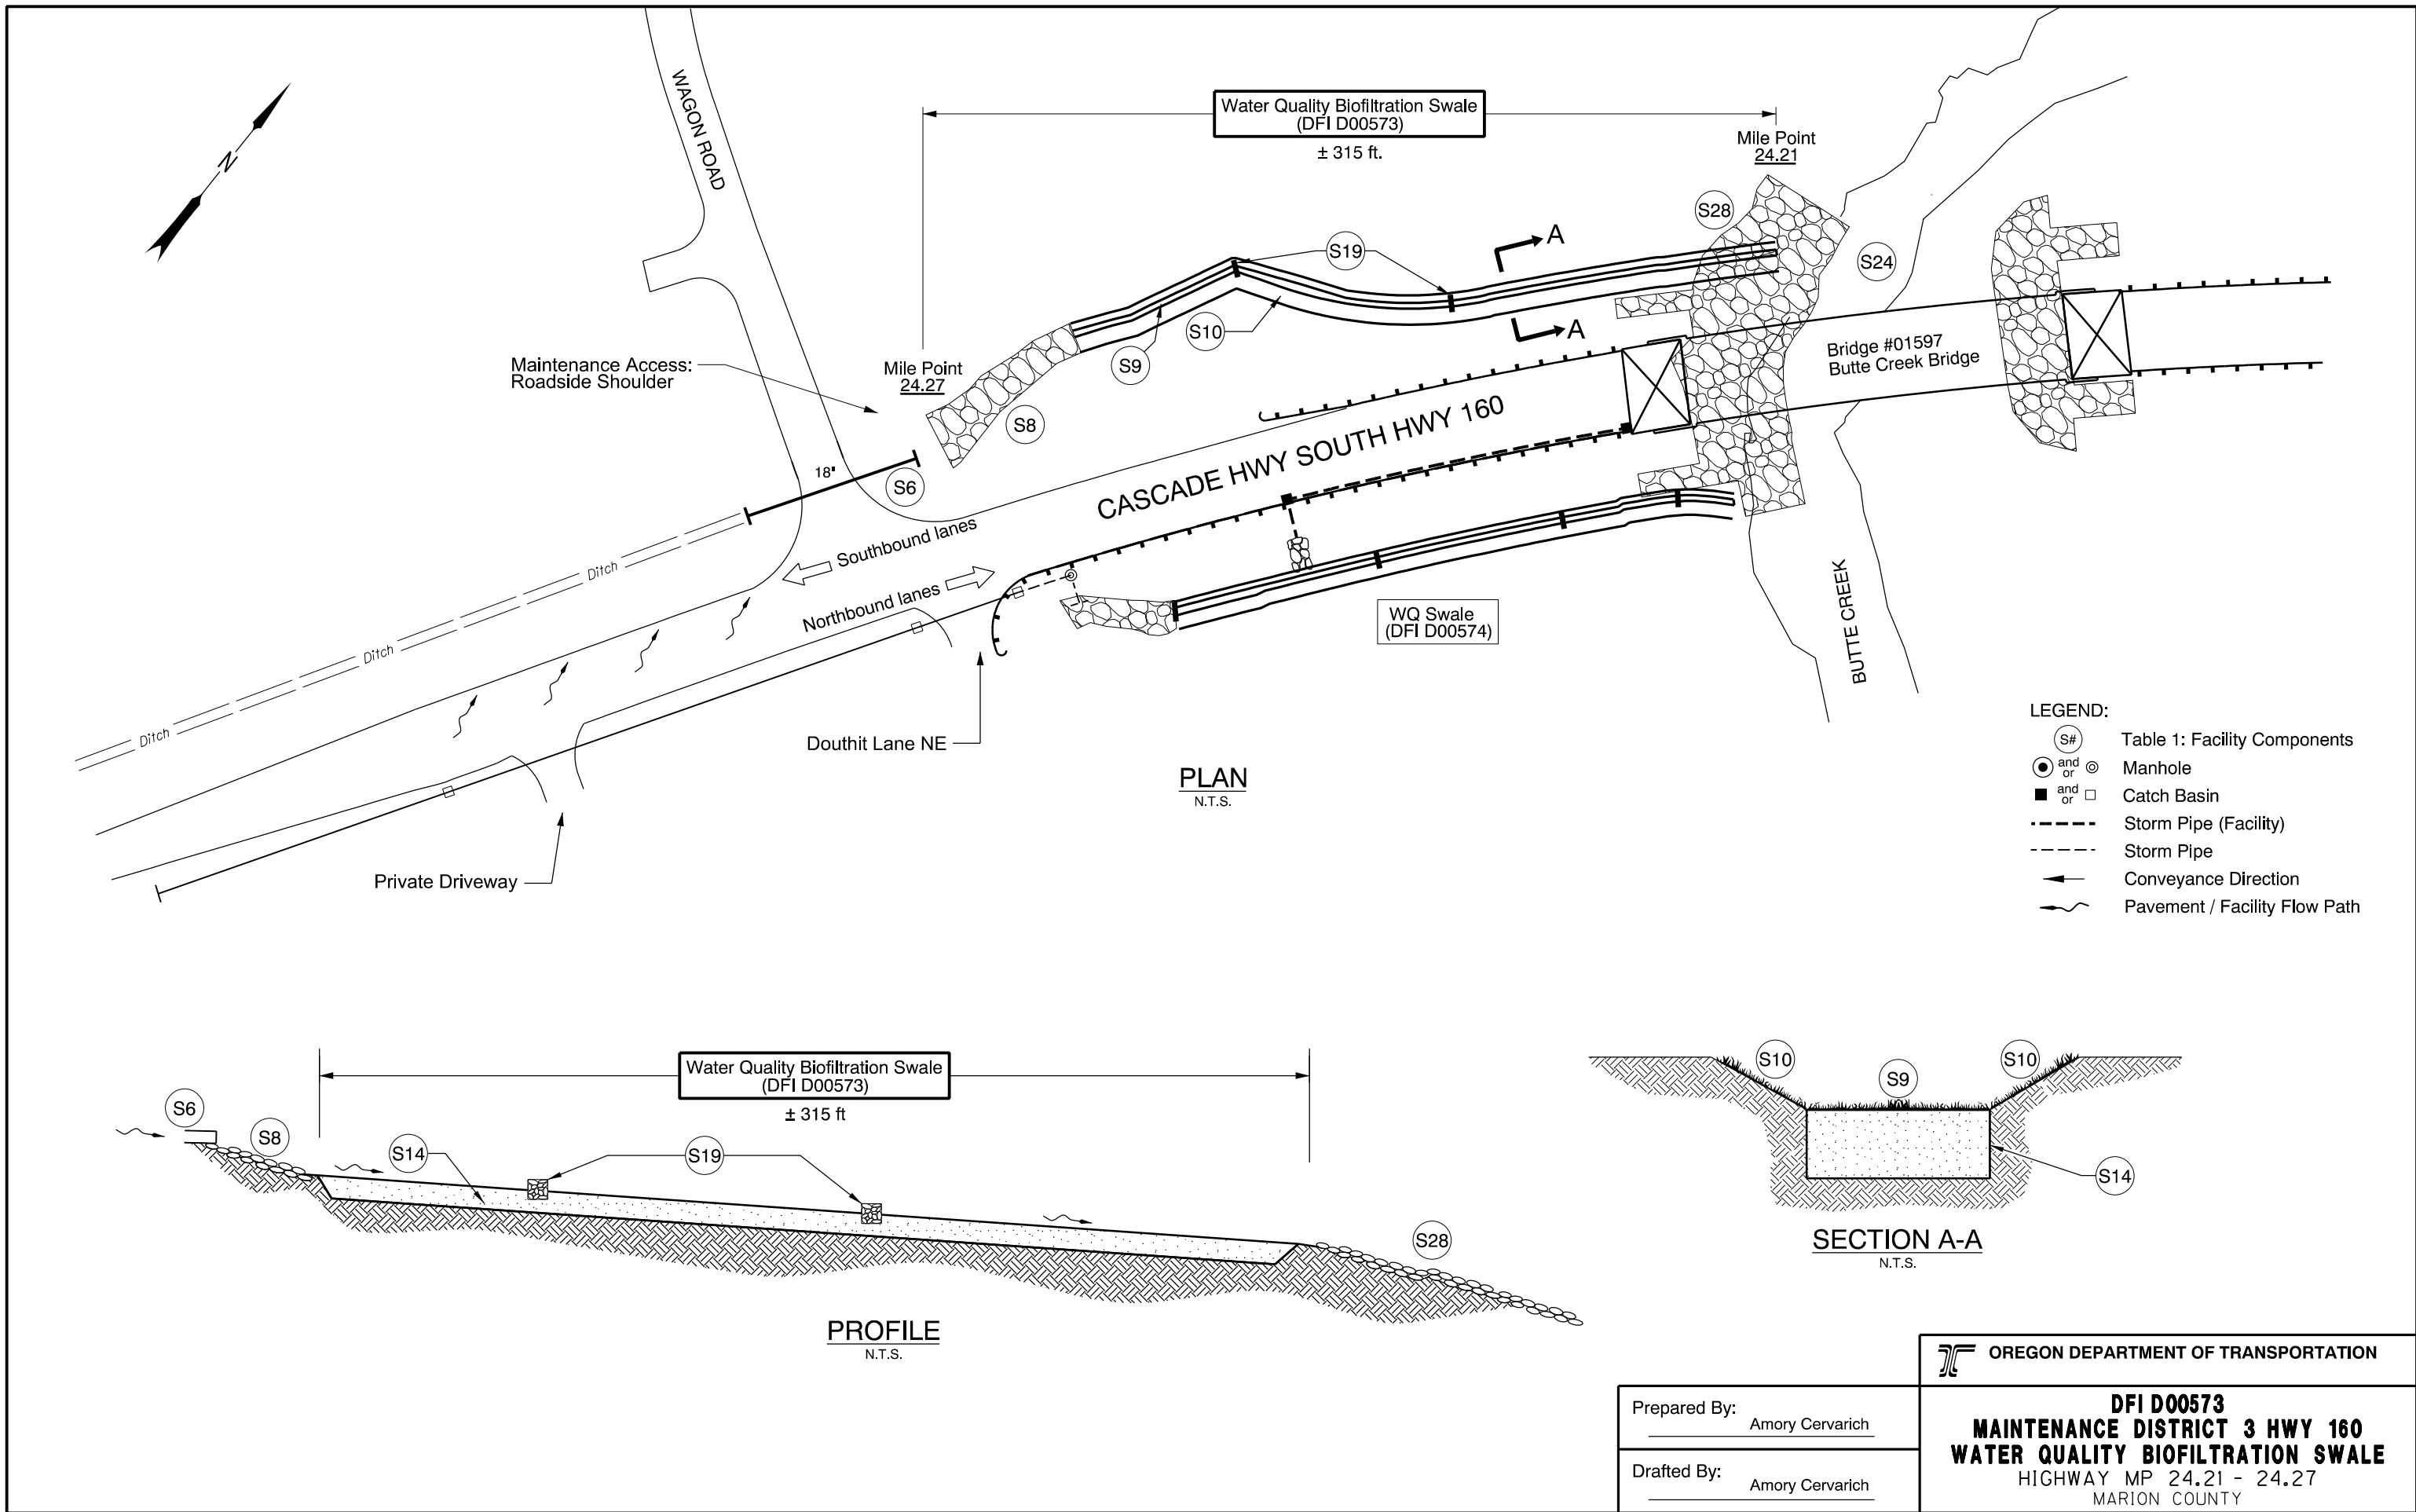 WAGON ROAD
N
Water Quality Biofiltration Swale
(DFI D00573)
± 315 ft.
Mile Point
24.21
S28
A
S19
S24
S10
A
S9
Bridge #01597
Butte Creek Bridge
Maintenance Access:
Roadside Shoulder
Mile Point
24.27
S8
18"
S6
CASCADE HWY SOUTH HWY 160
Southbound lanes
Northbound lanes
Ditch
Ditch
Ditch
WQ Swale
(DFI D00574)
BUTTE CREEK
Douthit Lane NE
Private Driveway
PLAN
N.T.S.
LEGEND:
S# Table 1: Facility Components
and or Manhole
and or Catch Basin
Storm Pipe (Facility)
Storm Pipe
Conveyance Direction
Pavement / Facility Flow Path
Water Quality Biofiltration Swale
(DFI D00573)
± 315 ft
S6
S8
S14
S19
S28
PROFILE
N.T.S.
S10
S9
S10
S14
SECTION A-A
N.T.S.
OREGON DEPARTMENT OF TRANSPORTATION
Prepared By: Amory Cervarich
Drafted By: Amory Cervarich
DFI D00573
MAINTENANCE DISTRICT 3 HWY 160
WATER QUALITY BIOFILTRATION SWALE
HIGHWAY MP 24.21 - 24.27
MARION COUNTY